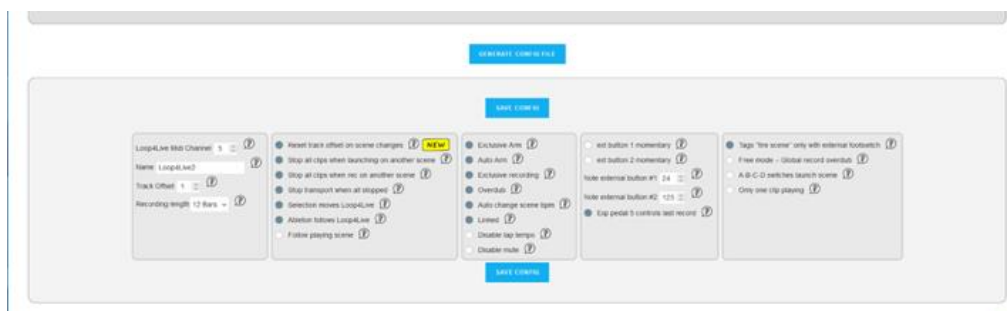 GENERATE CONFIG FILE
SAVE CONFIG
Loop4Live Midi Channel 5
Name Loop4Live2
Track Offset 1
Recording length 12 Bars
Reset track offset on scene changes NEW
Stop all clips when launching on another scene
Stop all clips when rec on another scene
Stop transport when all stopped
Selection moves Loop4Live
Ableton follows Loop4Live
Follow playing scene
Exclusive Arm
Auto Arm
Exclusive recording
Overdub
Auto change scene bpm
Linked
Disable tap tempo
Disable mute
ext button 1 momentary
ext button 2 momentary
Note external button #1 24
Note external button #2 125
Exp pedal 5 controls last record
Tags "fire scene" only with external footswitch
Free mode – Global record overdub
A-B-C-D switches launch scene
Only one clip playing
SAVE CONFIG